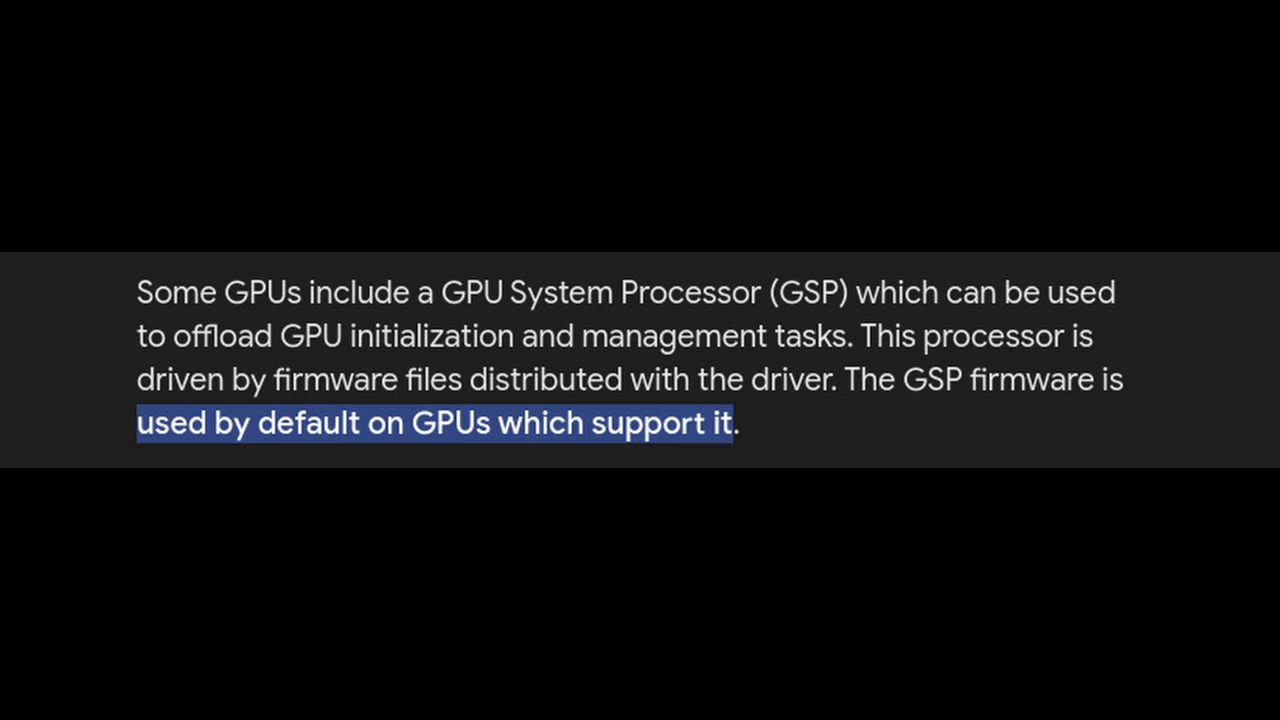 Some GPUs include a GPU System Processor (GSP) which can be used
to offload GPU initialization and management tasks. This processor is
driven by firmware files distributed with the driver. The GSP firmware is
used by default on GPUs which support it.